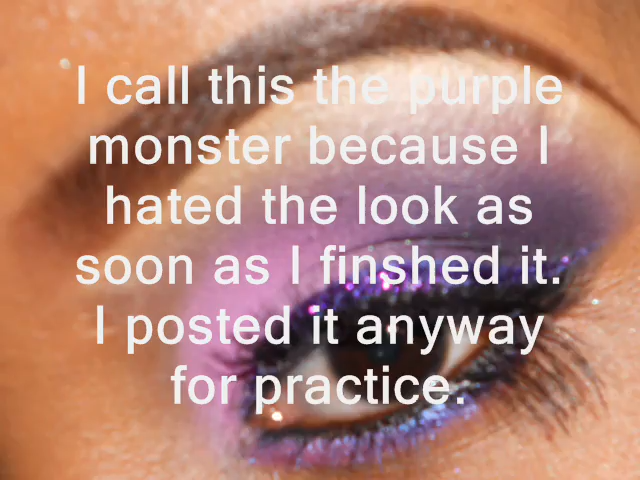 I call this the purple
monster because I
hated the look as
soon as I finshed it.
I posted it anyway
for practice.